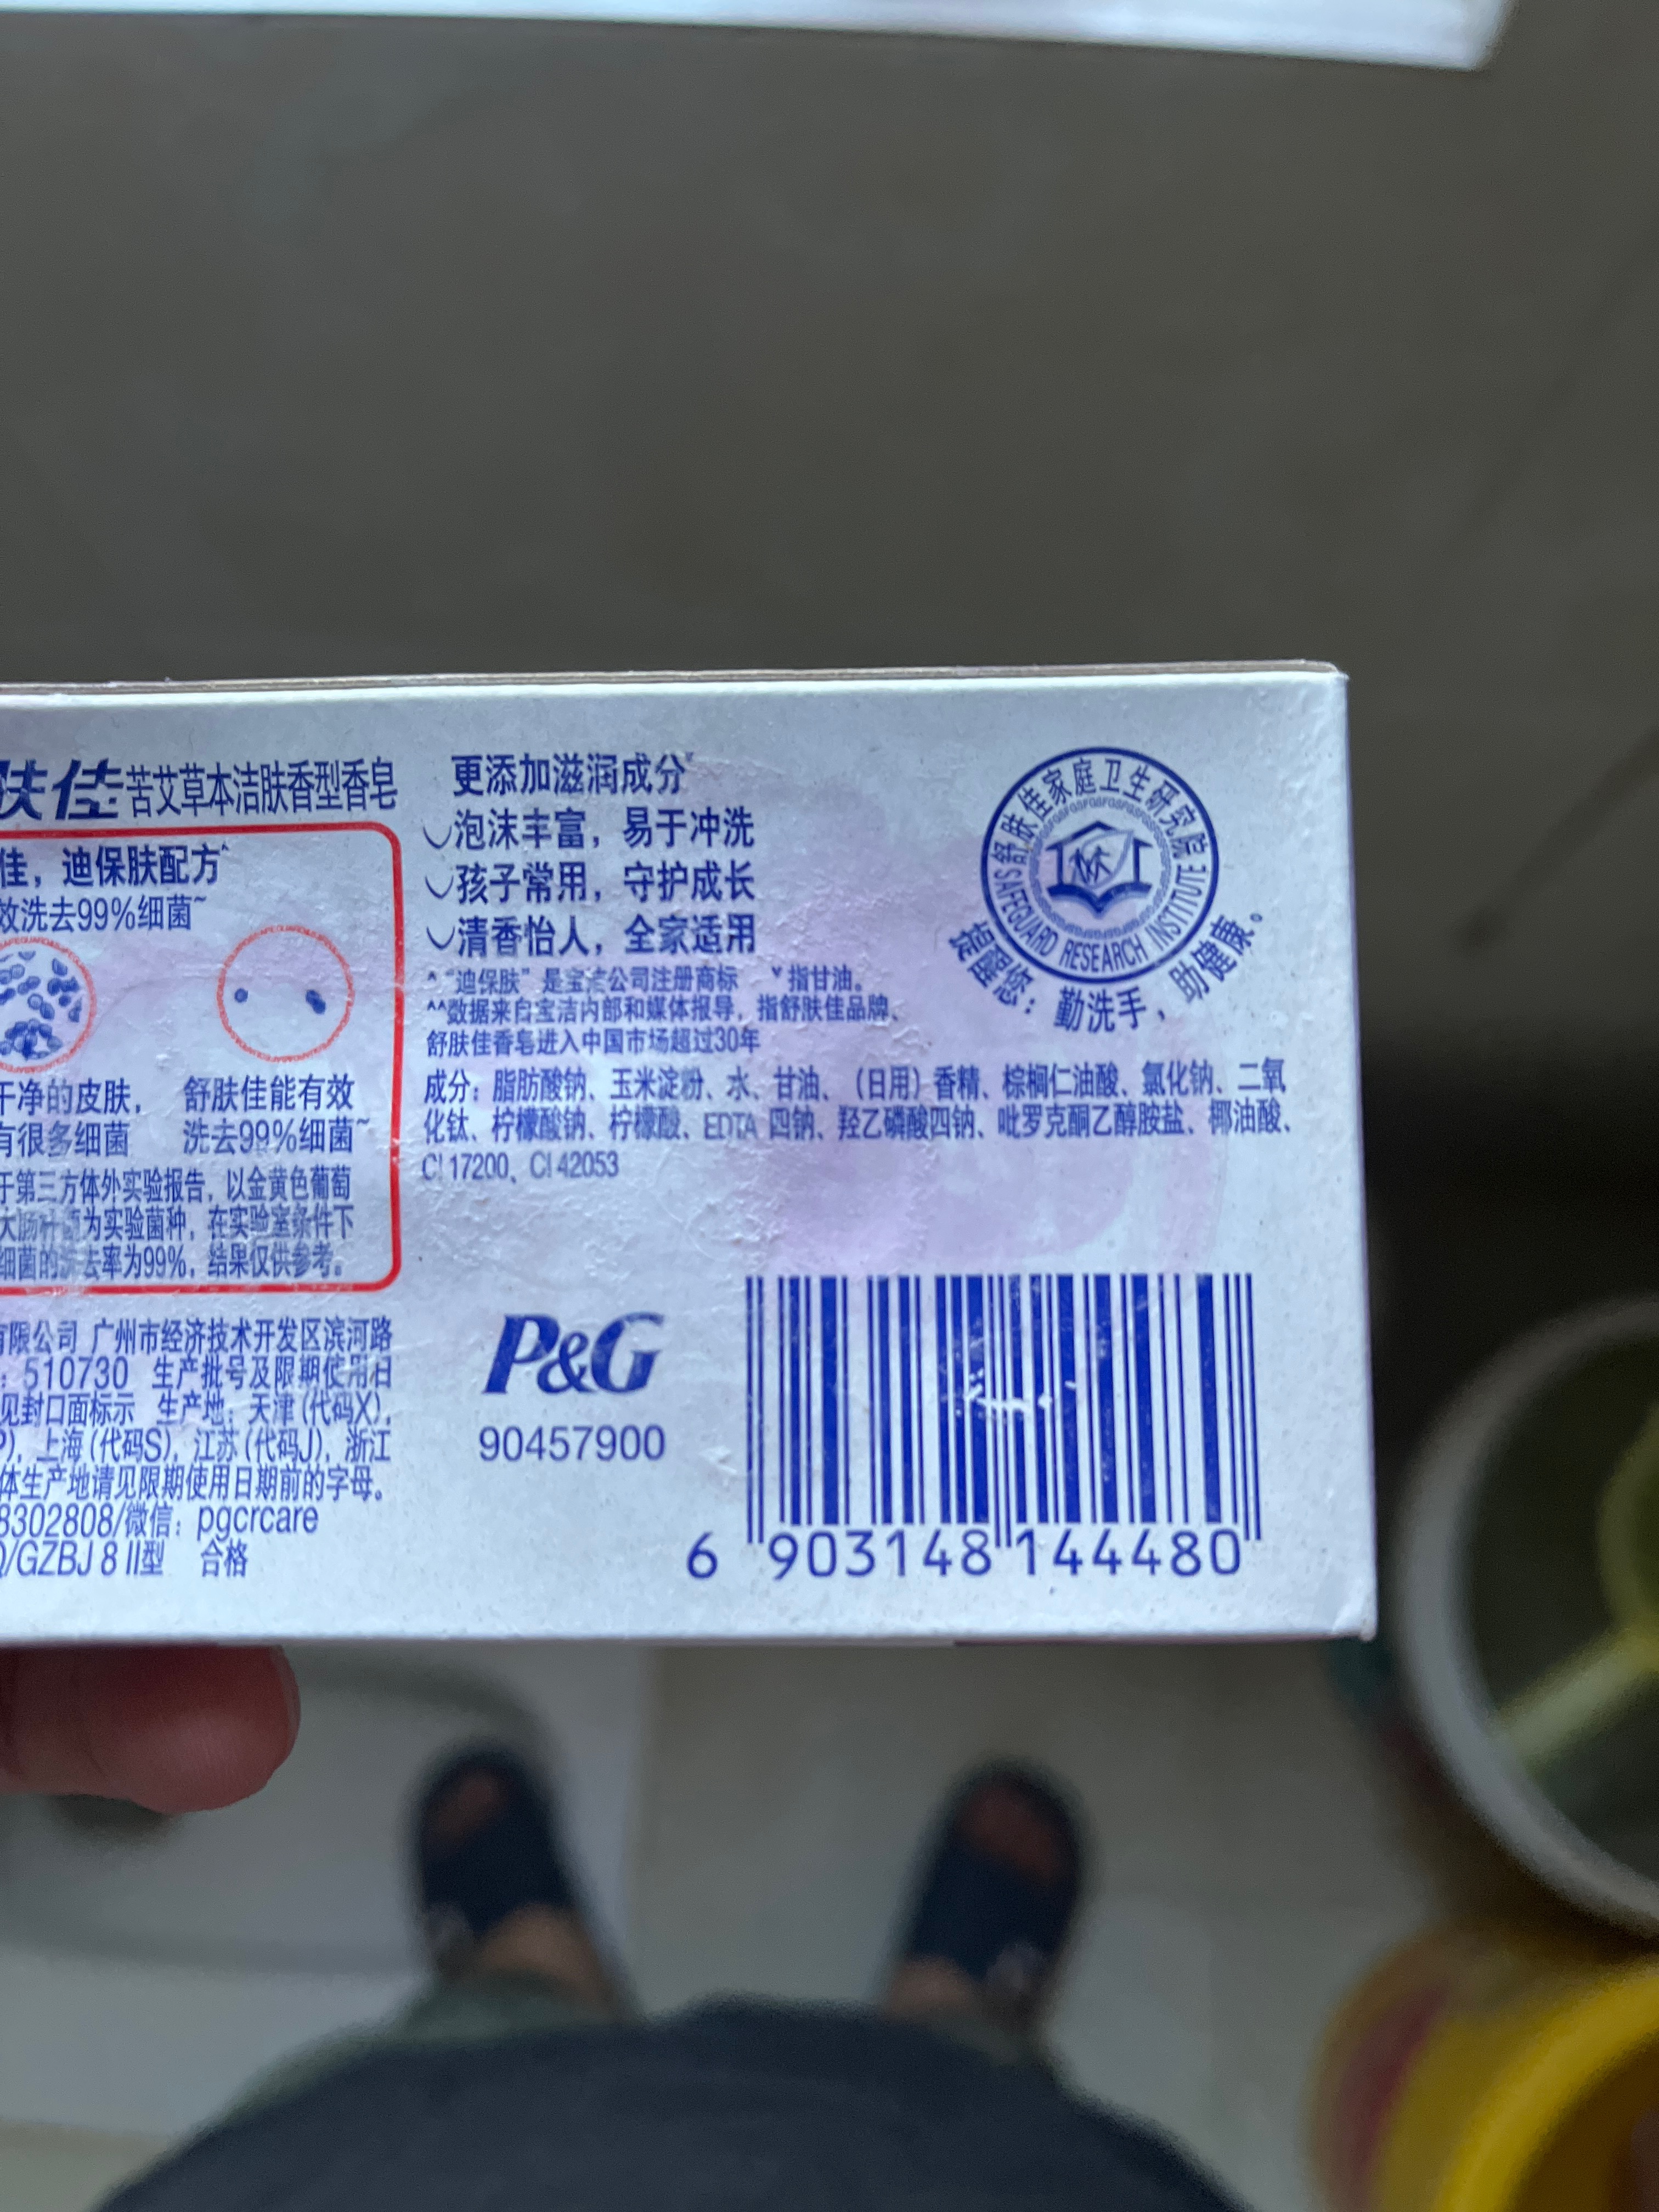 肤佳 苦艾草本洁肤香型香皂
佳，迪保肤配方^
效洗去99%细菌~
干净的皮肤，
有很多细菌
舒肤佳能有效
洗去99%细菌~
于第三方体外实验报告，以金黄色葡萄
大肠杆菌为实验菌种，在实验室条件下
细菌的洗去率为99%，结果仅供参考。
有限公司 广州市经济技术开发区滨河路
：510730 生产批号及限期使用日
见封口面标示 生产地：天津(代码X)，
P)，上海(代码S)，江苏(代码J)，浙江
体生产地请见限期使用日期前的字母。
8302808/微信：pgcrcare
Q/GZBJ 8 II型 合格
更添加滋润成分˅
泡沫丰富，易于冲洗
孩子常用，守护成长
清香怡人，全家适用
^ “迪保肤”是宝洁公司注册商标 ˅指甘油。
^^数据来自宝洁内部和媒体报导，指舒肤佳品牌、
舒肤佳香皂进入中国市场超过30年
成分：脂肪酸钠、玉米淀粉、水、甘油、（日用）香精、棕榈仁油酸、氯化钠、二氧
化钛、柠檬酸钠、柠檬酸、EDTA 四钠、羟乙磷酸四钠、吡罗克酮乙醇胺盐、椰油酸、
CI 17200、CI 42053
舒肤佳家庭卫生研究院
SAFEGUARD RESEARCH INSTITUTE
提醒您：勤洗手、助健康。
P&G
90457900
6 903148 144480